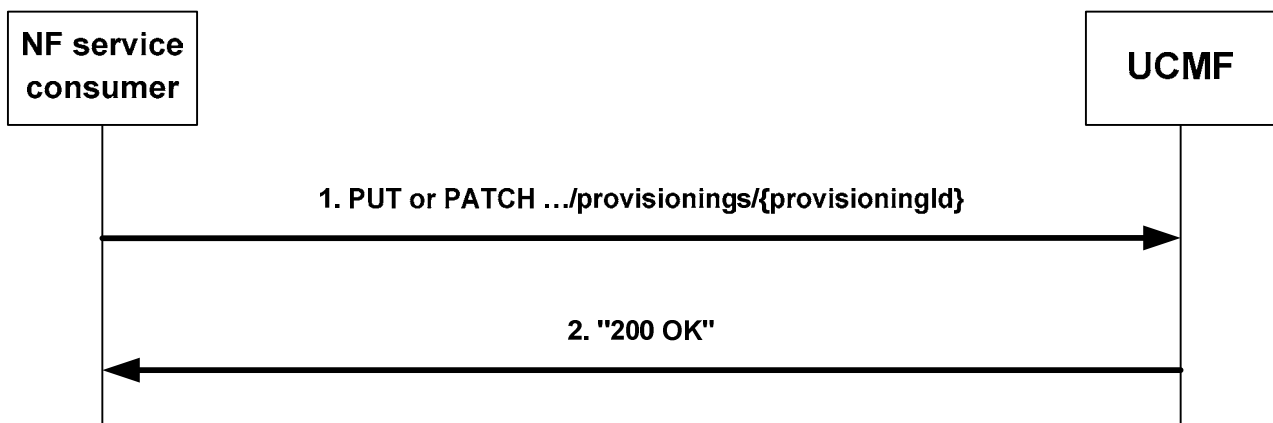 NF service
consumer
UCMF
1. PUT or PATCH …/provisionings/{provisioningId}
2. "200 OK"